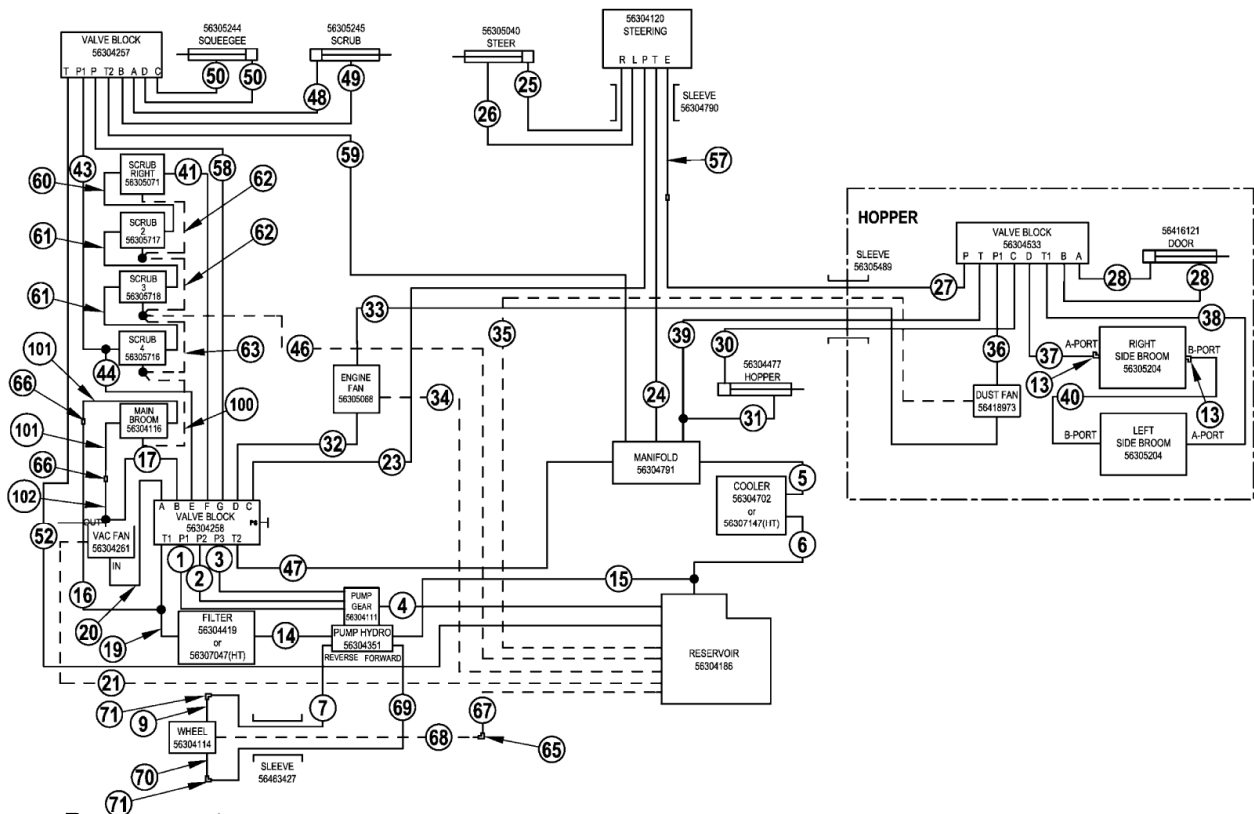 56304120
STEERING
R L P T E
56305244
SQUEEGEE
56305245
SCRUB
56305040
STEER
VALVE BLOCK
56304257
T P1 P T2 B A D C
50
50
48
49
26
25
SLEEVE
56304790
59
57
43
41
58
60
SCRUB
RIGHT
56305071
62
61
SCRUB
2
56305717
62
61
SCRUB
3
56305718
SCRUB
4
56305716
63
46
44
101
66
MAIN
BROOM
56304116
100
101
17
66
102
52
OUT
VAC FAN
56304261
IN
A B E F G D C
VALVE BLOCK
56304258
P8
T1 P1 P2 P3 T2
1
2
3
47
16
20
19
21
33
ENGINE
FAN
56305068
34
32
23
35
24
39
30
56304477
HOPPER
31
MANIFOLD
56304791
COOLER
56304702
or
56307147(HT)
5
6
15
SLEEVE
56305489
27
HOPPER
VALVE BLOCK
56304533
P T P1 C D T1 B A
56416121
DOOR
28
28
38
36
37
A-PORT
RIGHT
SIDE BROOM
56305204
B-PORT
13
13
40
DUST FAN
56418973
B-PORT
LEFT
SIDE BROOM
56305204
A-PORT
FILTER
56304419
or
56307047(HT)
14
PUMP
GEAR
56304111
4
PUMP HYDRO
56304351
REVERSE FORWARD
RESERVOIR
56304186
7
69
67
65
68
71
9
WHEEL
56304114
70
71
SLEEVE
56463427